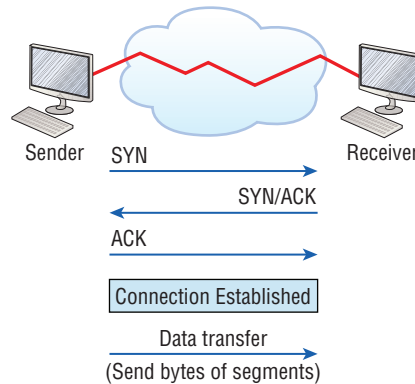 Sender
Receiver
SYN
SYN/ACK
ACK
Connection Established
Data transfer
(Send bytes of segments)